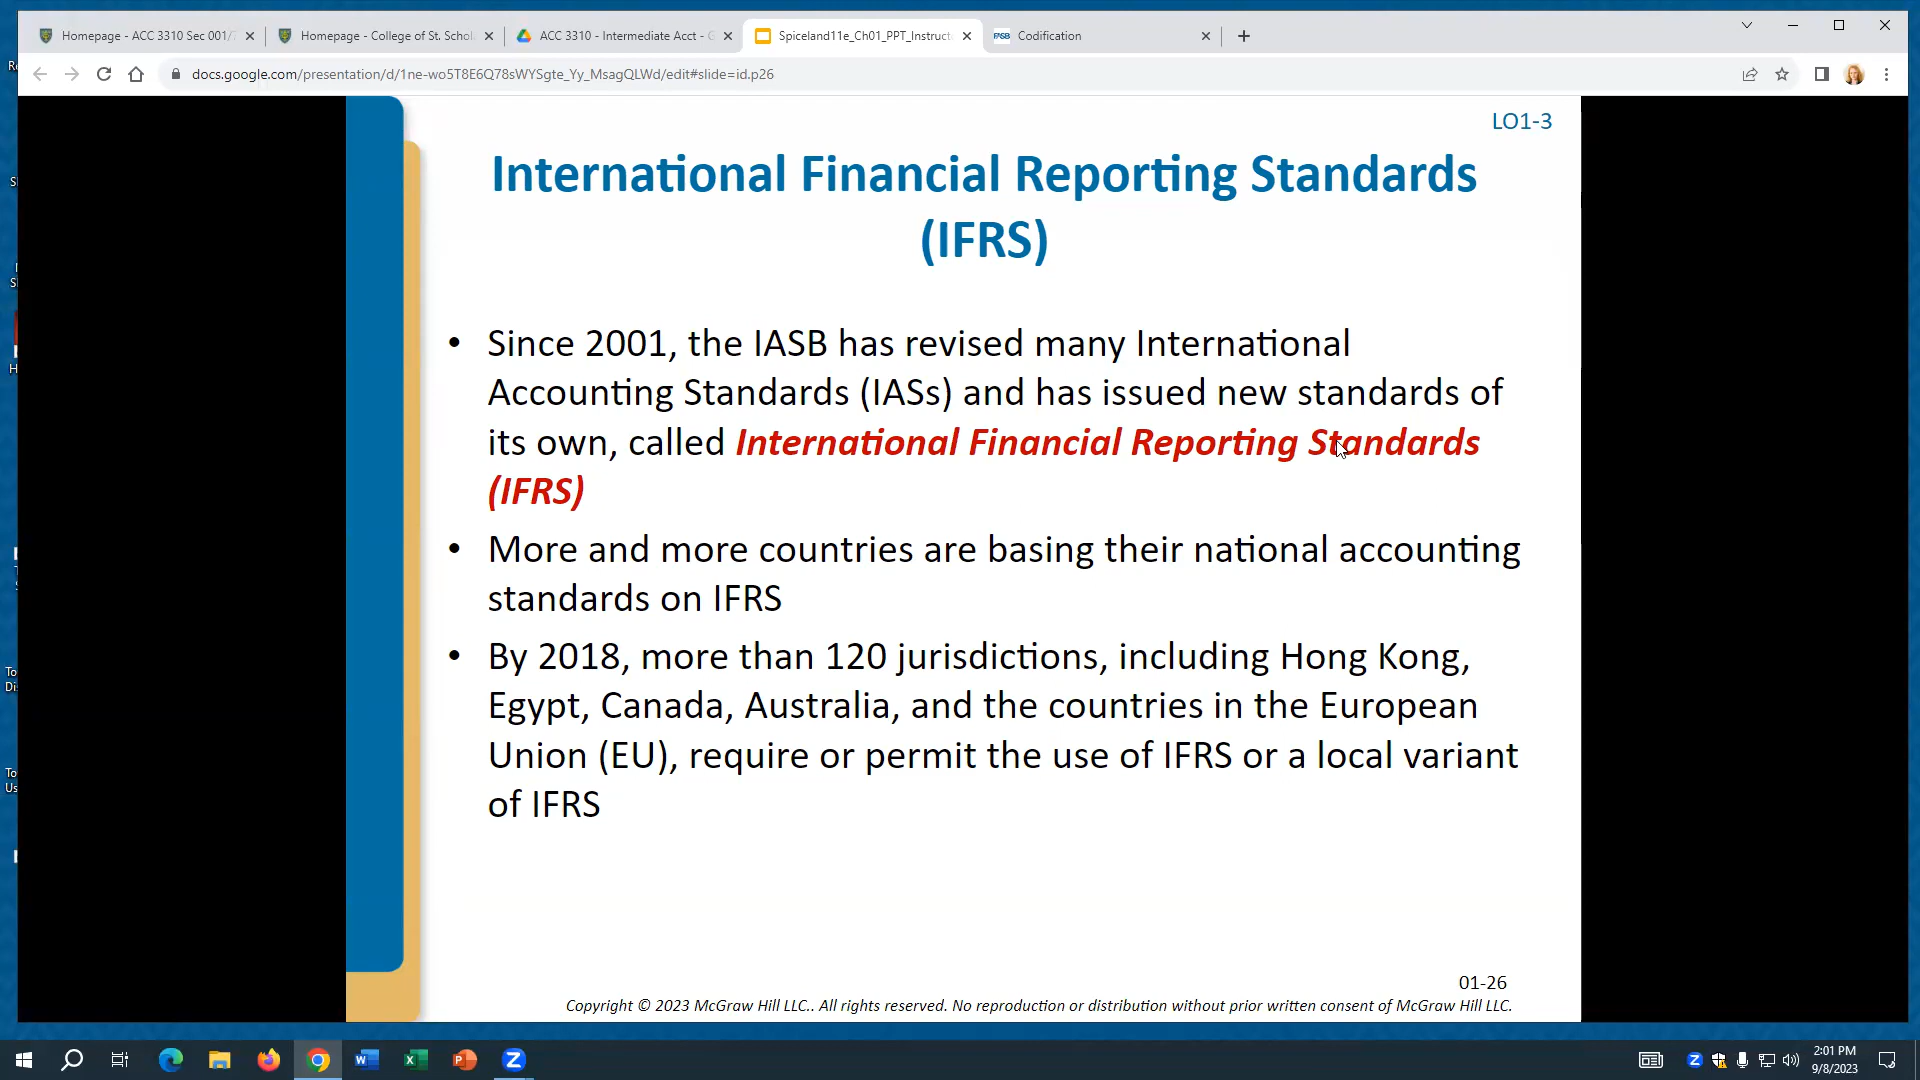 Homepage - ACC 3310 Sec 001/
Homepage - College of St. Schol
ACC 3310 - Intermediate Acct - G
Spiceland11e_Ch01_PPT_Instruct
FASB Codification
docs.google.com/presentation/d/1ne-wo5T8E6Q78sWYSgte_Yy_MsagQLWd/edit#slide=id.p26
LO1-3
International Financial Reporting Standards
(IFRS)
• Since 2001, the IASB has revised many International
Accounting Standards (IASs) and has issued new standards of
its own, called International Financial Reporting Standards
(IFRS)
• More and more countries are basing their national accounting
standards on IFRS
• By 2018, more than 120 jurisdictions, including Hong Kong,
Egypt, Canada, Australia, and the countries in the European
Union (EU), require or permit the use of IFRS or a local variant
of IFRS
01-26
Copyright © 2023 McGraw Hill LLC.. All rights reserved. No reproduction or distribution without prior written consent of McGraw Hill LLC.
2:01 PM
9/8/2023